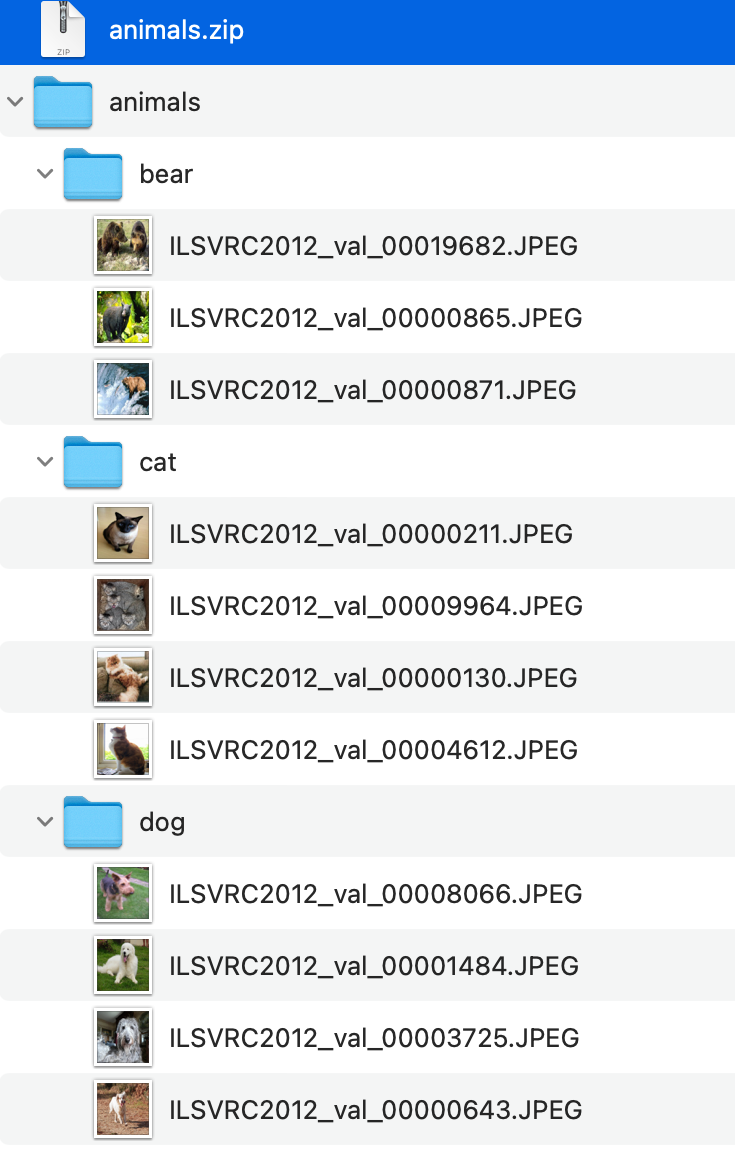 ZIP
animals.zip
animals
bear
ILSVRC2012_val_00019682.JPEG
ILSVRC2012_val_00000865.JPEG
ILSVRC2012_val_00000871.JPEG
cat
ILSVRC2012_val_00000211.JPEG
ILSVRC2012_val_00009964.JPEG
ILSVRC2012_val_00000130.JPEG
ILSVRC2012_val_00004612.JPEG
dog
ILSVRC2012_val_00008066.JPEG
ILSVRC2012_val_00001484.JPEG
ILSVRC2012_val_00003725.JPEG
ILSVRC2012_val_00000643.JPEG